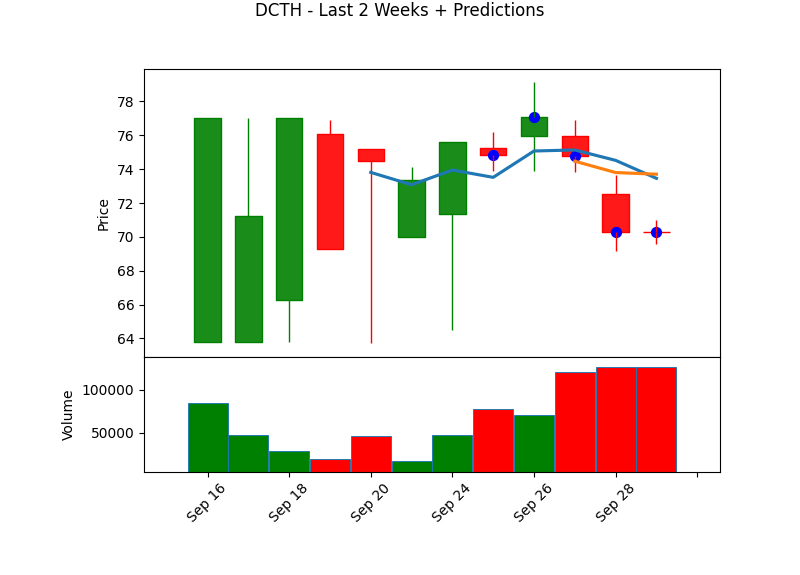 DCTH - Last 2 Weeks + Predictions
78
76
74
72
70
68
66
64
Price
100000
50000
Volume
Sep 16
Sep 18
Sep 20
Sep 24
Sep 26
Sep 28